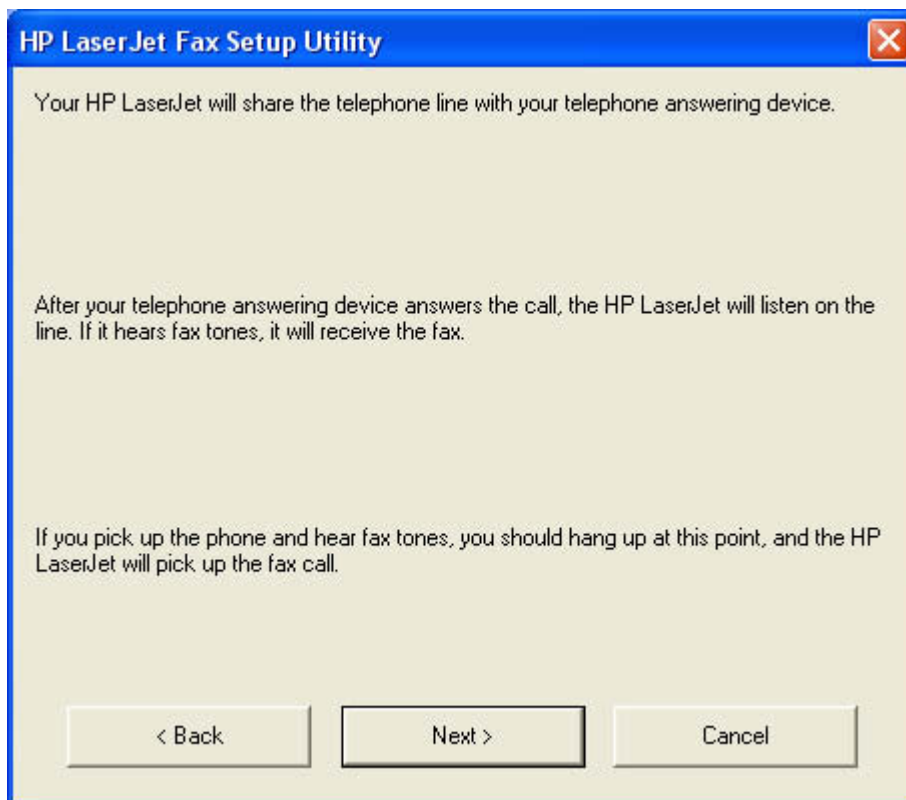 HP LaserJet Fax Setup Utility
Your HP LaserJet will share the telephone line with your telephone answering device.
After your telephone answering device answers the call, the HP LaserJet will listen on the
line. If it hears fax tones, it will receive the fax.
If you pick up the phone and hear fax tones, you should hang up at this point, and the HP
LaserJet will pick up the fax call.
< Back
Next >
Cancel